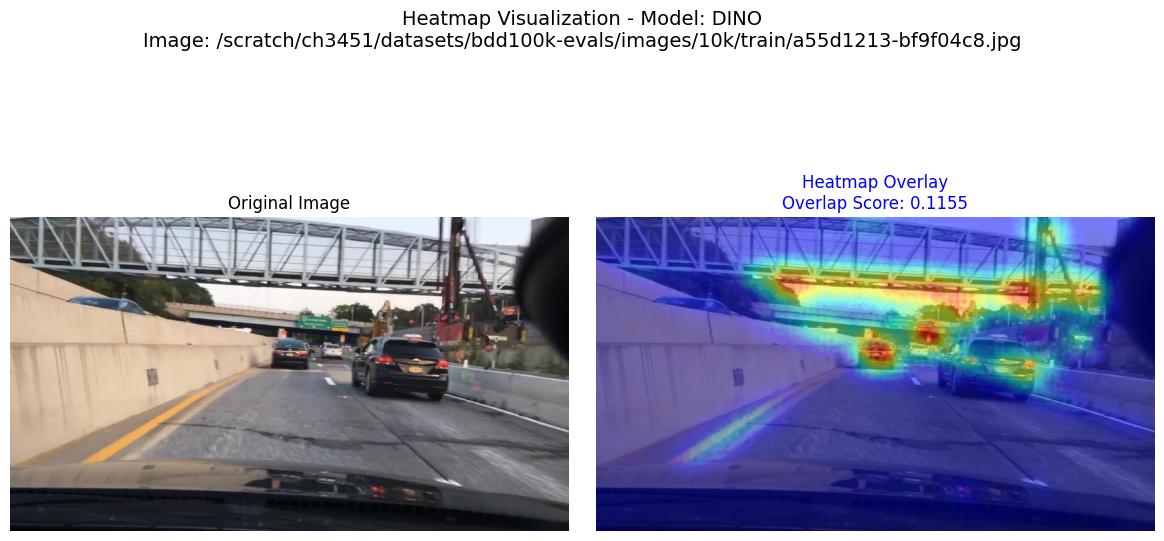 Heatmap Visualization - Model: DINO
Image: /scratch/ch3451/datasets/bdd100k-evals/images/10k/train/a55d1213-bf9f04c8.jpg
Original Image
Heatmap Overlay
Overlap Score: 0.1155